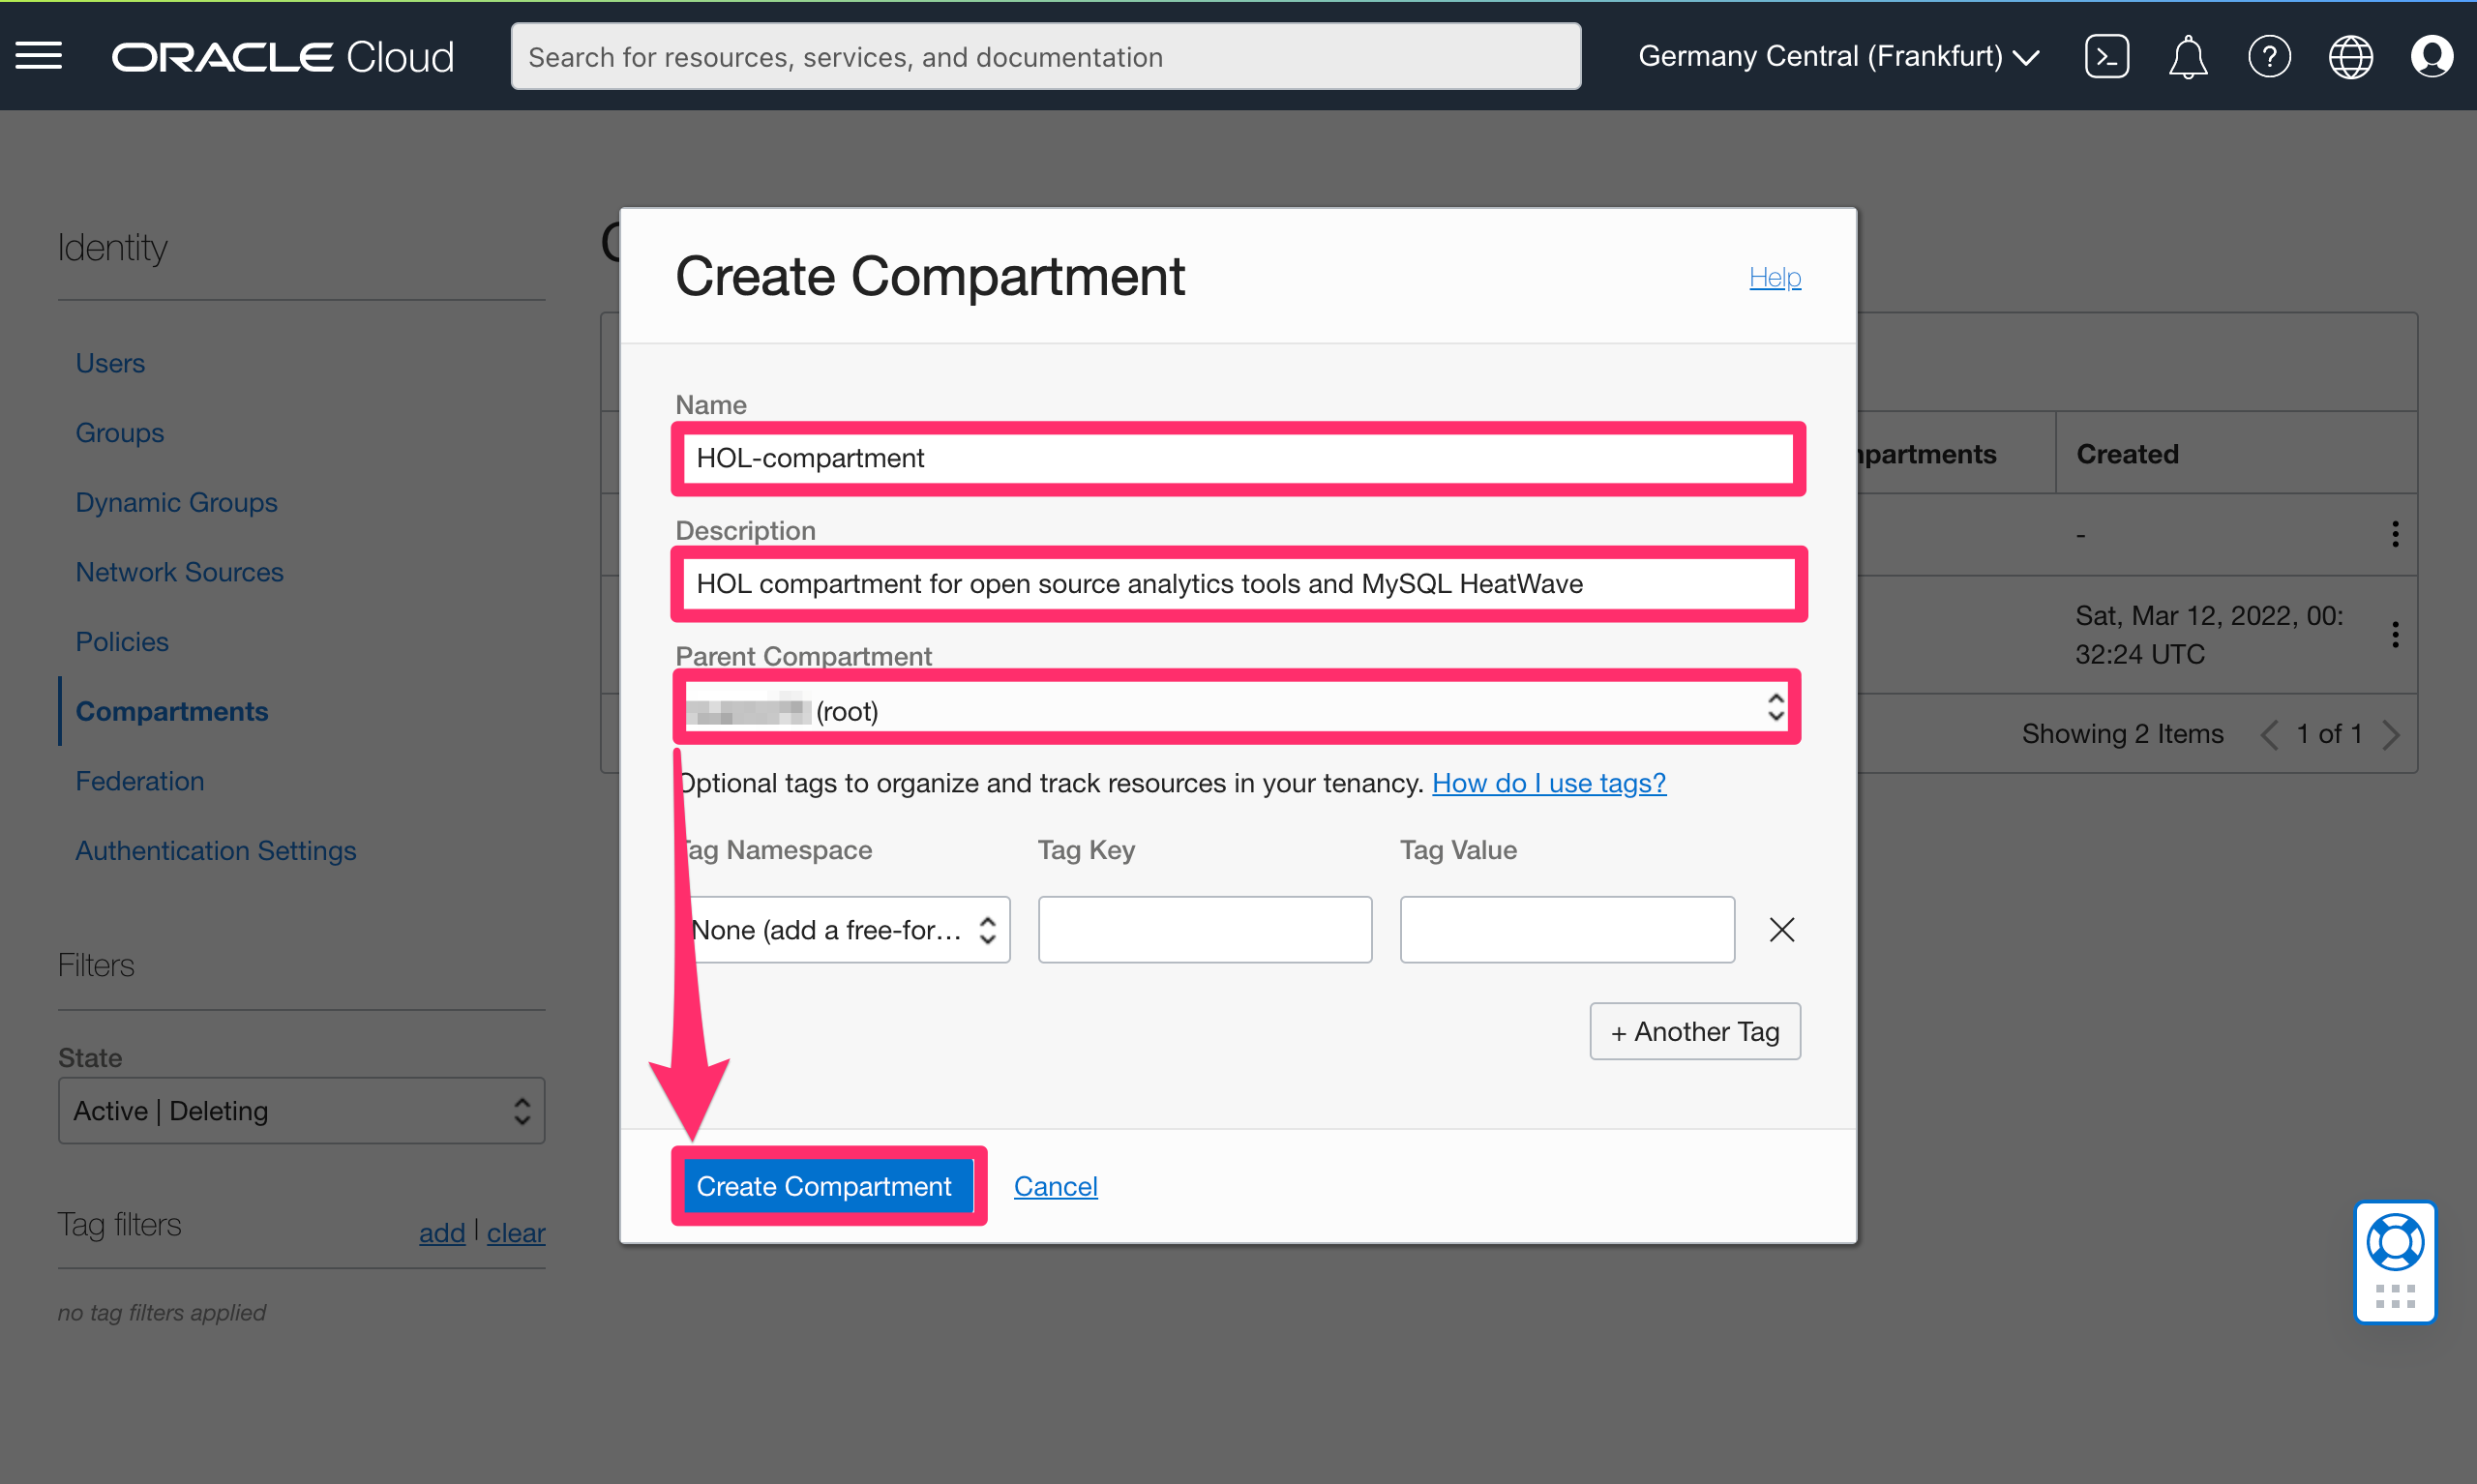 ORACLE Cloud
Search for resources, services, and documentation
Germany Central (Frankfurt)
Identity
Users
Groups
Dynamic Groups
Network Sources
Policies
Compartments
Federation
Authentication Settings
Filters
State
Active | Deleting
Tag filters
add | clear
no tag filters applied
Create Compartment
Help
Name
HOL-compartment
Description
HOL compartment for open source analytics tools and MySQL HeatWave
Parent Compartment
(root)
Optional tags to organize and track resources in your tenancy. How do I use tags?
Tag Namespace
Tag Key
Tag Value
None (add a free-for...
+ Another Tag
Create Compartment
Cancel
Created
-
Sat, Mar 12, 2022, 00:
32:24 UTC
Showing 2 Items
1 of 1